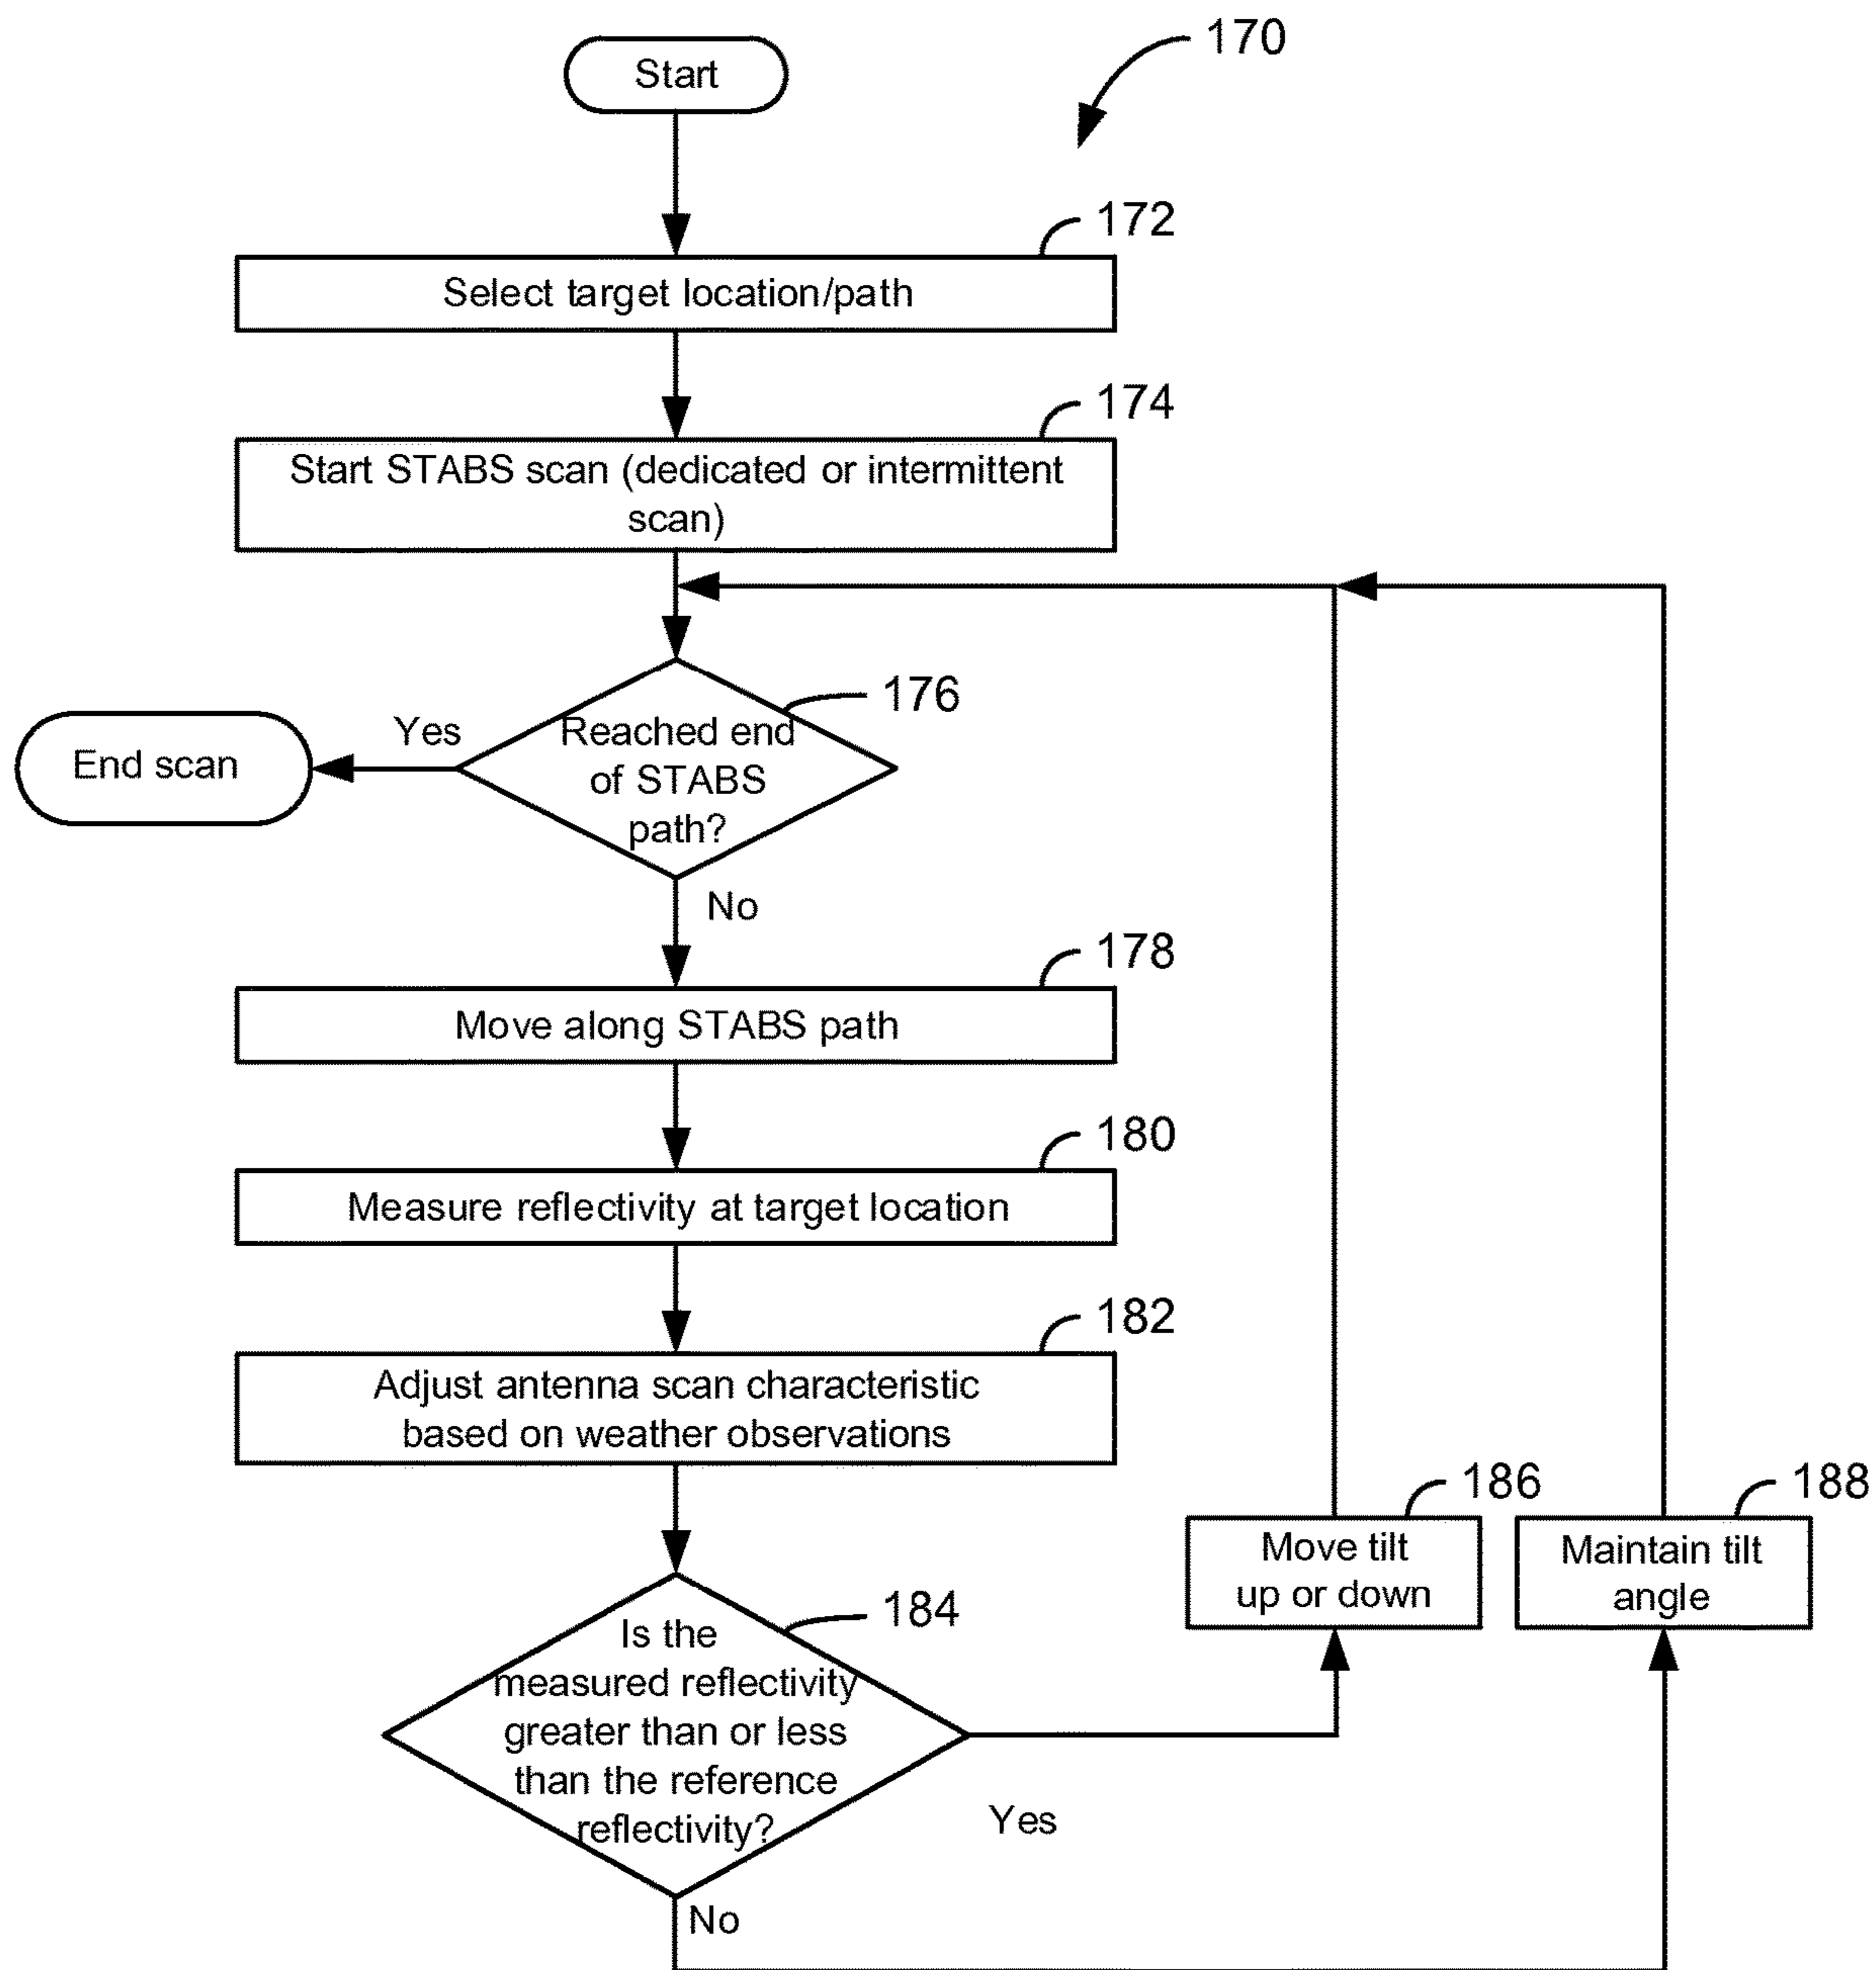 170
Start
172
Select target location/path
174
Start STABS scan (dedicated or intermittent
scan)
176
Reached end
of STABS
path?
Yes
End scan
No
178
Move along STABS path
180
Measure reflectivity at target location
182
Adjust antenna scan characteristic
based on weather observations
184
Is the
measured reflectivity
greater than or less
than the reference
reflectivity?
Yes
No
186
Move tilt
up or down
188
Maintain tilt
angle